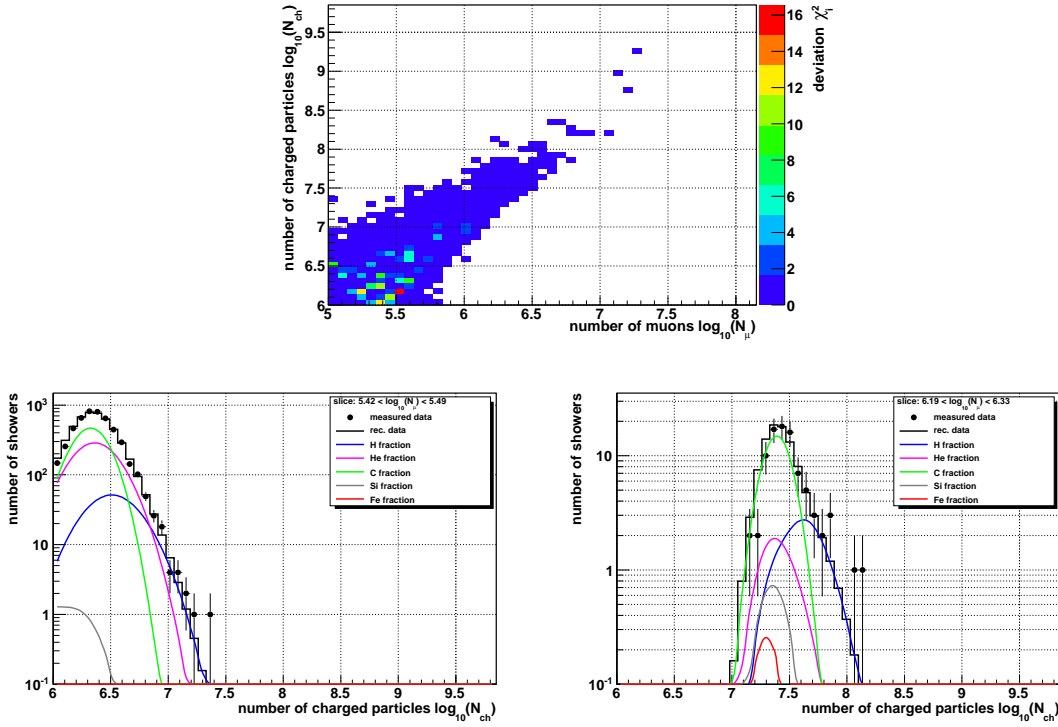 number of charged particles log10(Nch)
9.5
9
8.5
8
7.5
7
6.5
6
5 5.5 6 6.5 7 7.5 8
number of muons log10(Nμ)
16
14
12
10
8
6
4
2
0
deviation χi2
number of showers
10^3
10^2
10
1
10^-1
6 6.5 7 7.5 8 8.5 9 9.5
number of charged particles log10(Nch)
slice: 5.42 < log10(Nμ) < 5.49
measured data
rec. data
H fraction
He fraction
C fraction
Si fraction
Fe fraction
number of showers
10
1
10^-1
6 6.5 7 7.5 8 8.5 9 9.5
number of charged particles log10(Nch)
slice: 6.19 < log10(Nμ) < 6.33
measured data
rec. data
H fraction
He fraction
C fraction
Si fraction
Fe fraction